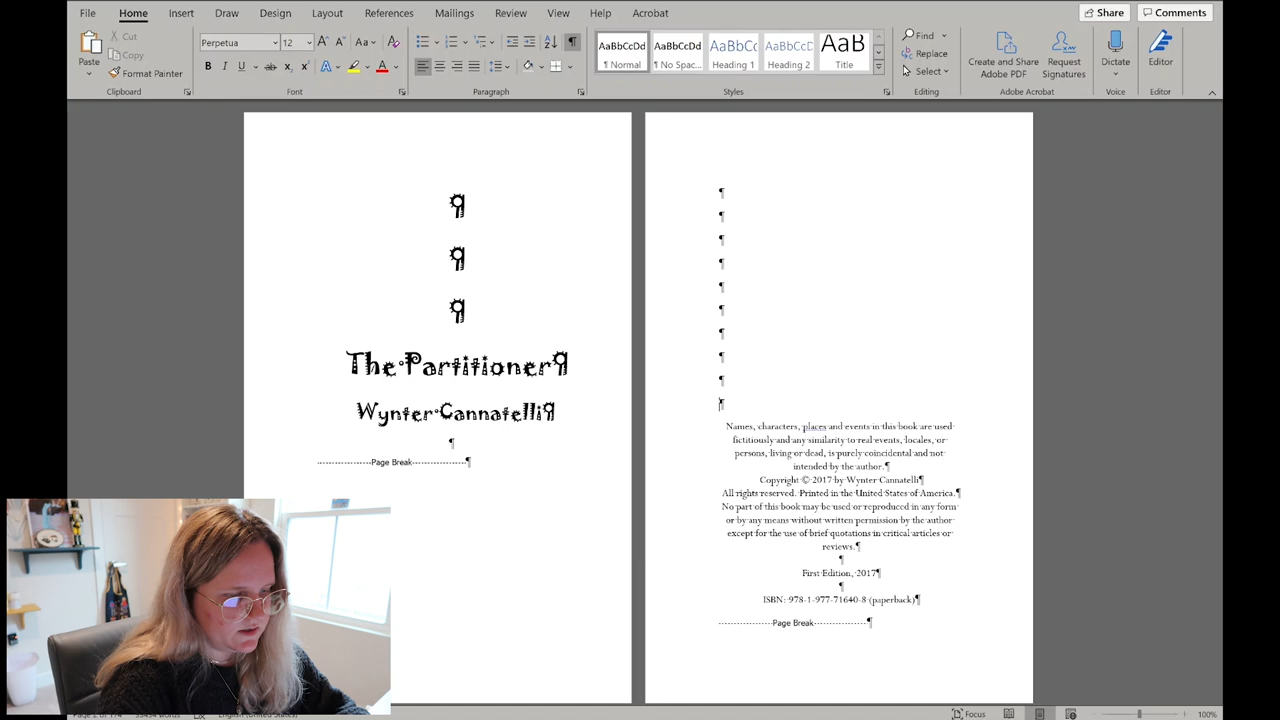 File Home Insert Draw Design Layout References Mailings Review View Help Acrobat Share Comments
Paste Cut Copy Format Painter Clipboard
Perpetua 12 Font
Paragraph
AaBbCcDd ¶ Normal AaBbCcDd ¶ No Spac... AaBbCc Heading 1 AaBbCcD Heading 2 AaB Title Styles
Find Replace Select Editing
Create and Share Adobe PDF Request Signatures Adobe Acrobat
Dictate Voice
Editor Editor
¶
¶
¶
The·Partitioner¶
Wynter·Cannatelli¶
¶
Page Break ¶
¶
¶
¶
¶
¶
¶
¶
¶
¶
¶
Names, characters, places and events in this book are used
fictitiously and any similarity to real events, locales, or
persons, living or dead, is purely coincidental and not
intended by the author.¶
Copyright © 2017 by Wynter Cannatelli¶
All rights reserved. Printed in the United States of America.¶
No part of this book may be used or reproduced in any form
or by any means without written permission by the author
except for the use of brief quotations in critical articles or
reviews.¶
¶
First Edition, 2017¶
¶
ISBN: 978-1-977-71640-8 (paperback)¶
Page Break ¶
Focus 100%